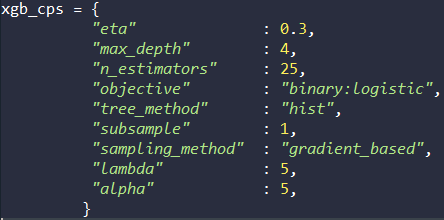 xgb_cps = {
"eta" : 0.3,
"max_depth" : 4,
"n_estimators" : 25,
"objective" : "binary:logistic",
"tree_method" : "hist",
"subsample" : 1,
"sampling_method" : "gradient_based",
"lambda" : 5,
"alpha" : 5,
}